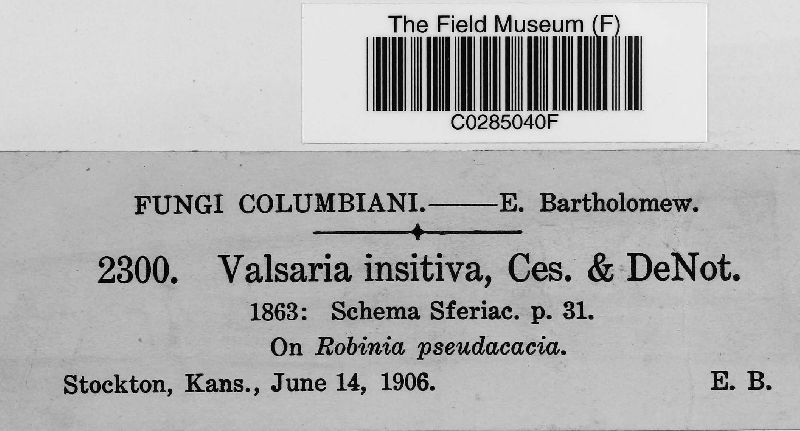 The Field Museum (F)
C0285040F
FUNGI COLUMBIANI.——E. Bartholomew.
2300. Valsaria insitiva, Ces. & DeNot.
1863: Schema Sferiac. p. 31.
On Robinia pseudacacia.
Stockton, Kans., June 14, 1906. E. B.